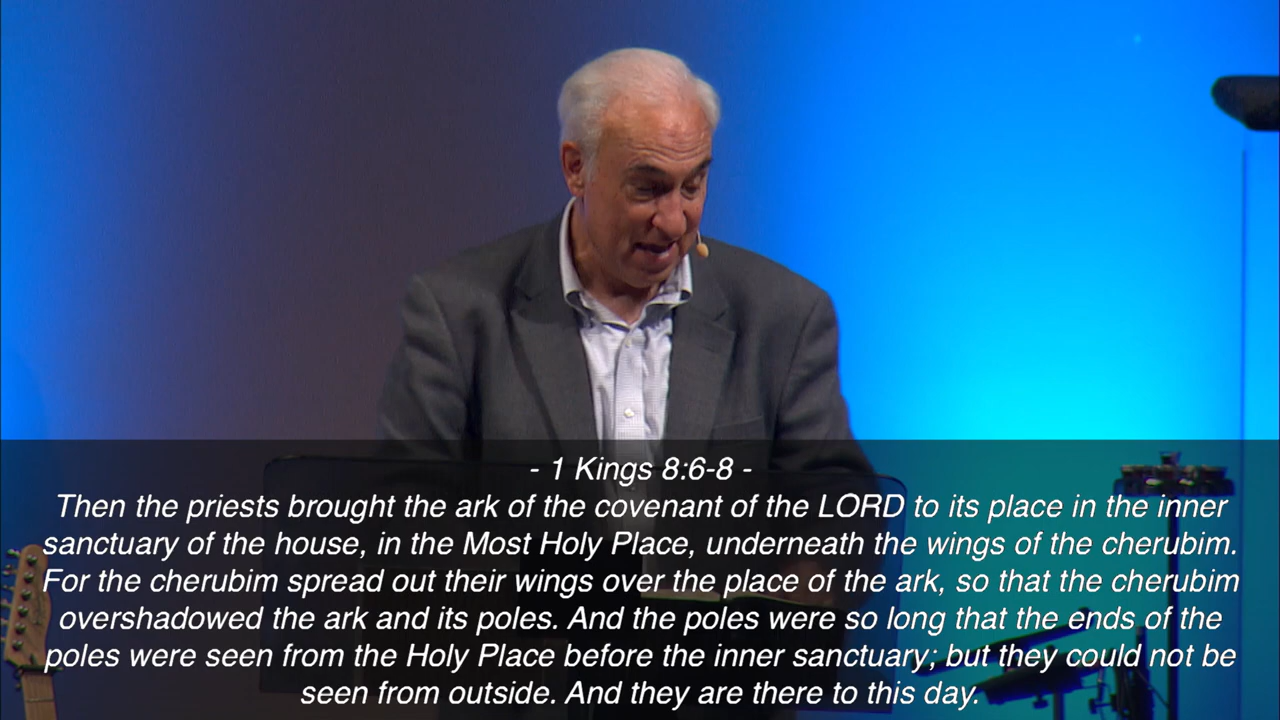 - 1 Kings 8:6-8 -
Then the priests brought the ark of the covenant of the LORD to its place in the inner
sanctuary of the house, in the Most Holy Place, underneath the wings of the cherubim.
For the cherubim spread out their wings over the place of the ark, so that the cherubim
overshadowed the ark and its poles. And the poles were so long that the ends of the
poles were seen from the Holy Place before the inner sanctuary; but they could not be
seen from outside. And they are there to this day.